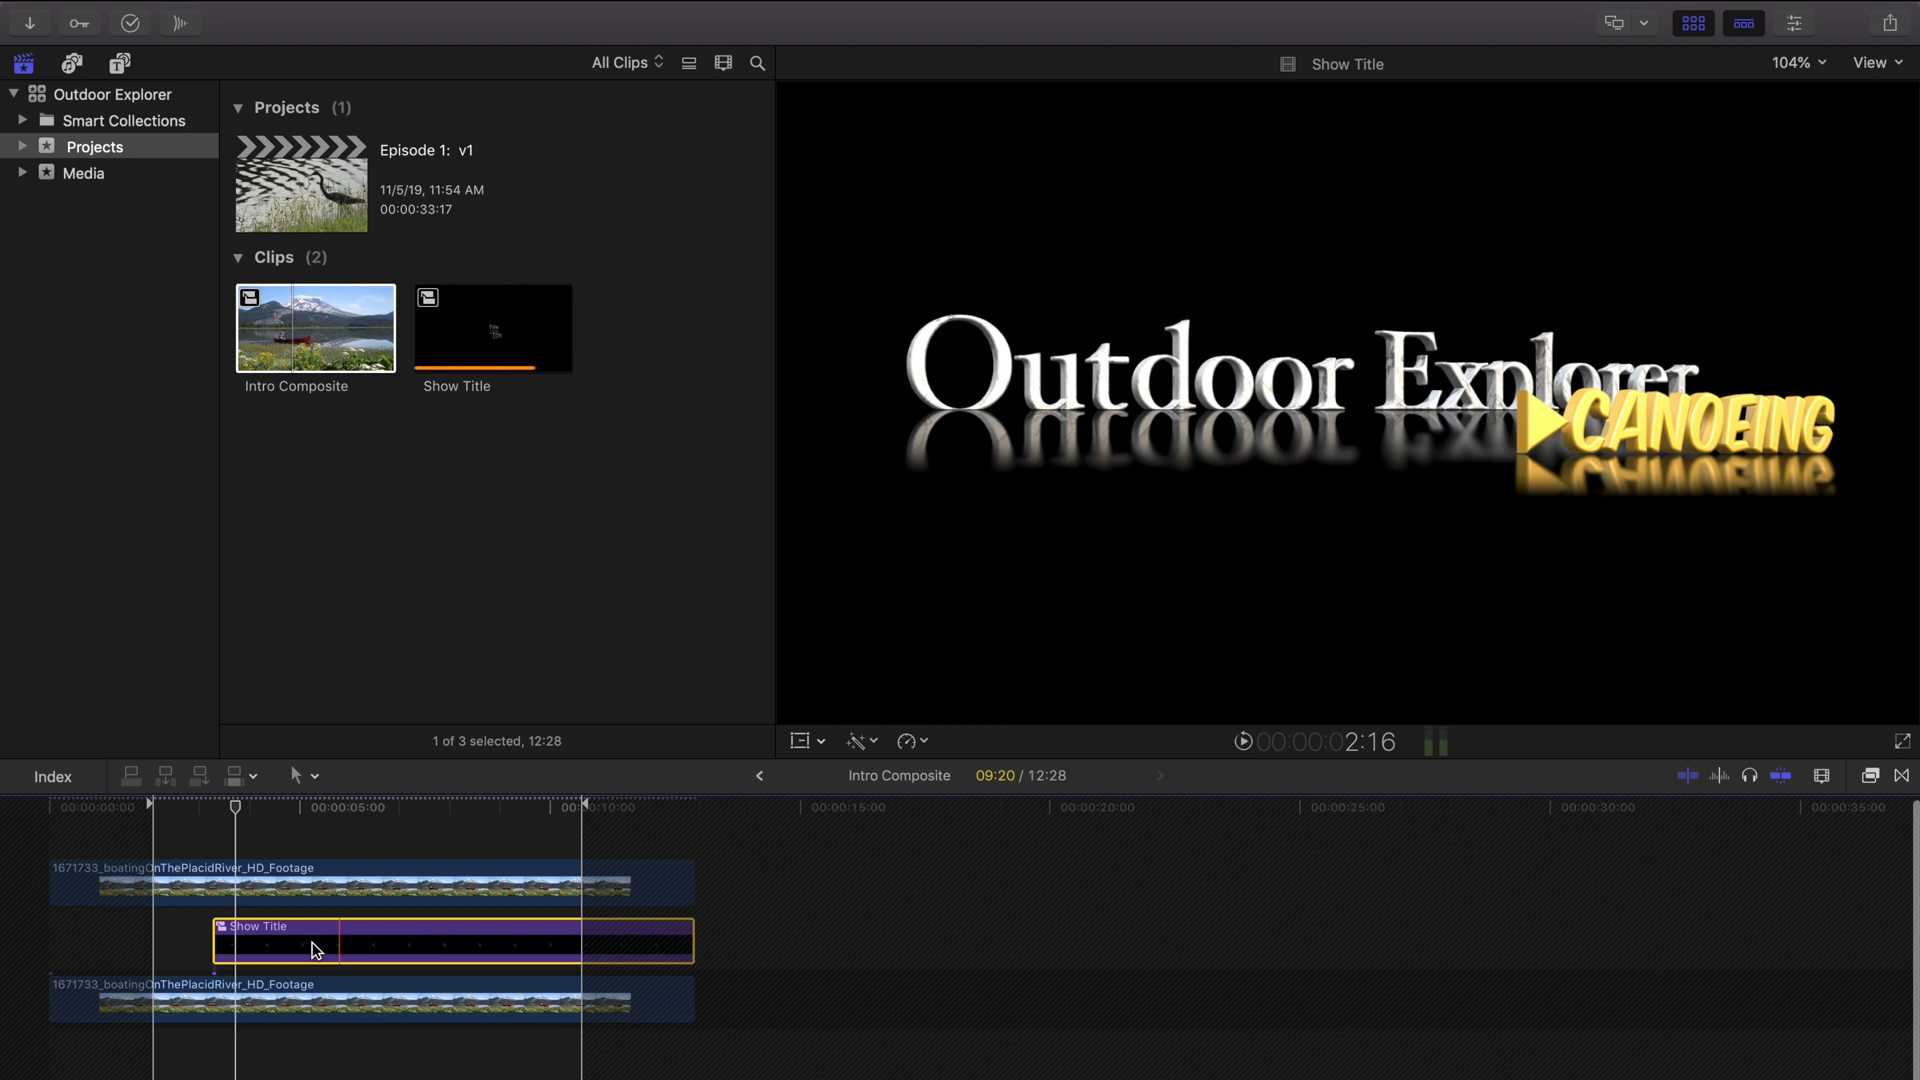 All Clips
Show Title
104%
View
Outdoor Explorer
Smart Collections
Projects
Media
Projects (1)
Episode 1: v1
11/5/19, 11:54 AM
00:00:33:17
Clips (2)
Intro Composite
Show Title
Outdoor Explorer
CANOEING
1 of 3 selected, 12:28
00:00:02:16
Index
Intro Composite
09:20 / 12:28
00:00:00:00
00:00:05:00
00:00:10:00
00:00:15:00
00:00:20:00
00:00:25:00
00:00:30:00
00:00:35:00
1671733_boatingOnThePlacidRiver_HD_Footage
Show Title
1671733_boatingOnThePlacidRiver_HD_Footage